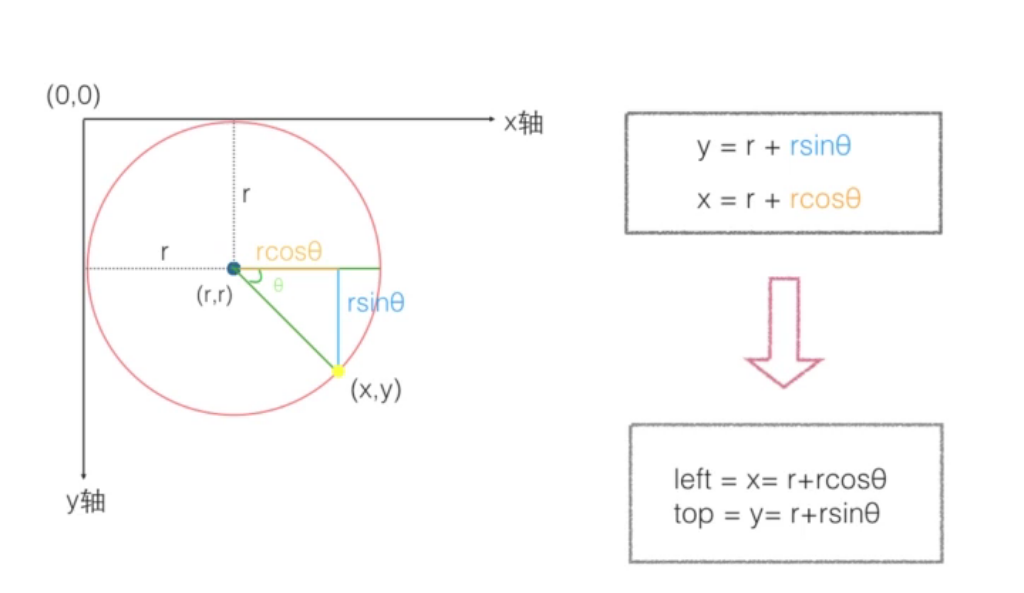 (0,0)
x轴
r
r
rcosθ
θ
(r,r)
rsinθ
(x,y)
y轴
y = r + rsinθ
x = r + rcosθ
left = x= r+rcosθ
top = y= r+rsinθ